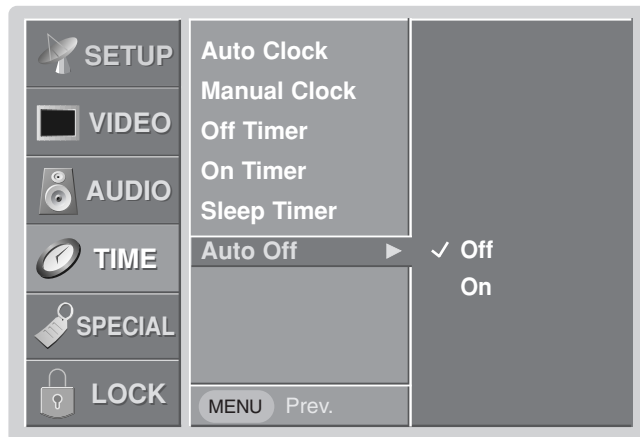 SETUP
VIDEO
AUDIO
TIME
SPECIAL
LOCK
Auto Clock
Manual Clock
Off Timer
On Timer
Sleep Timer
Auto Off ►
✓ Off
On
MENU Prev.